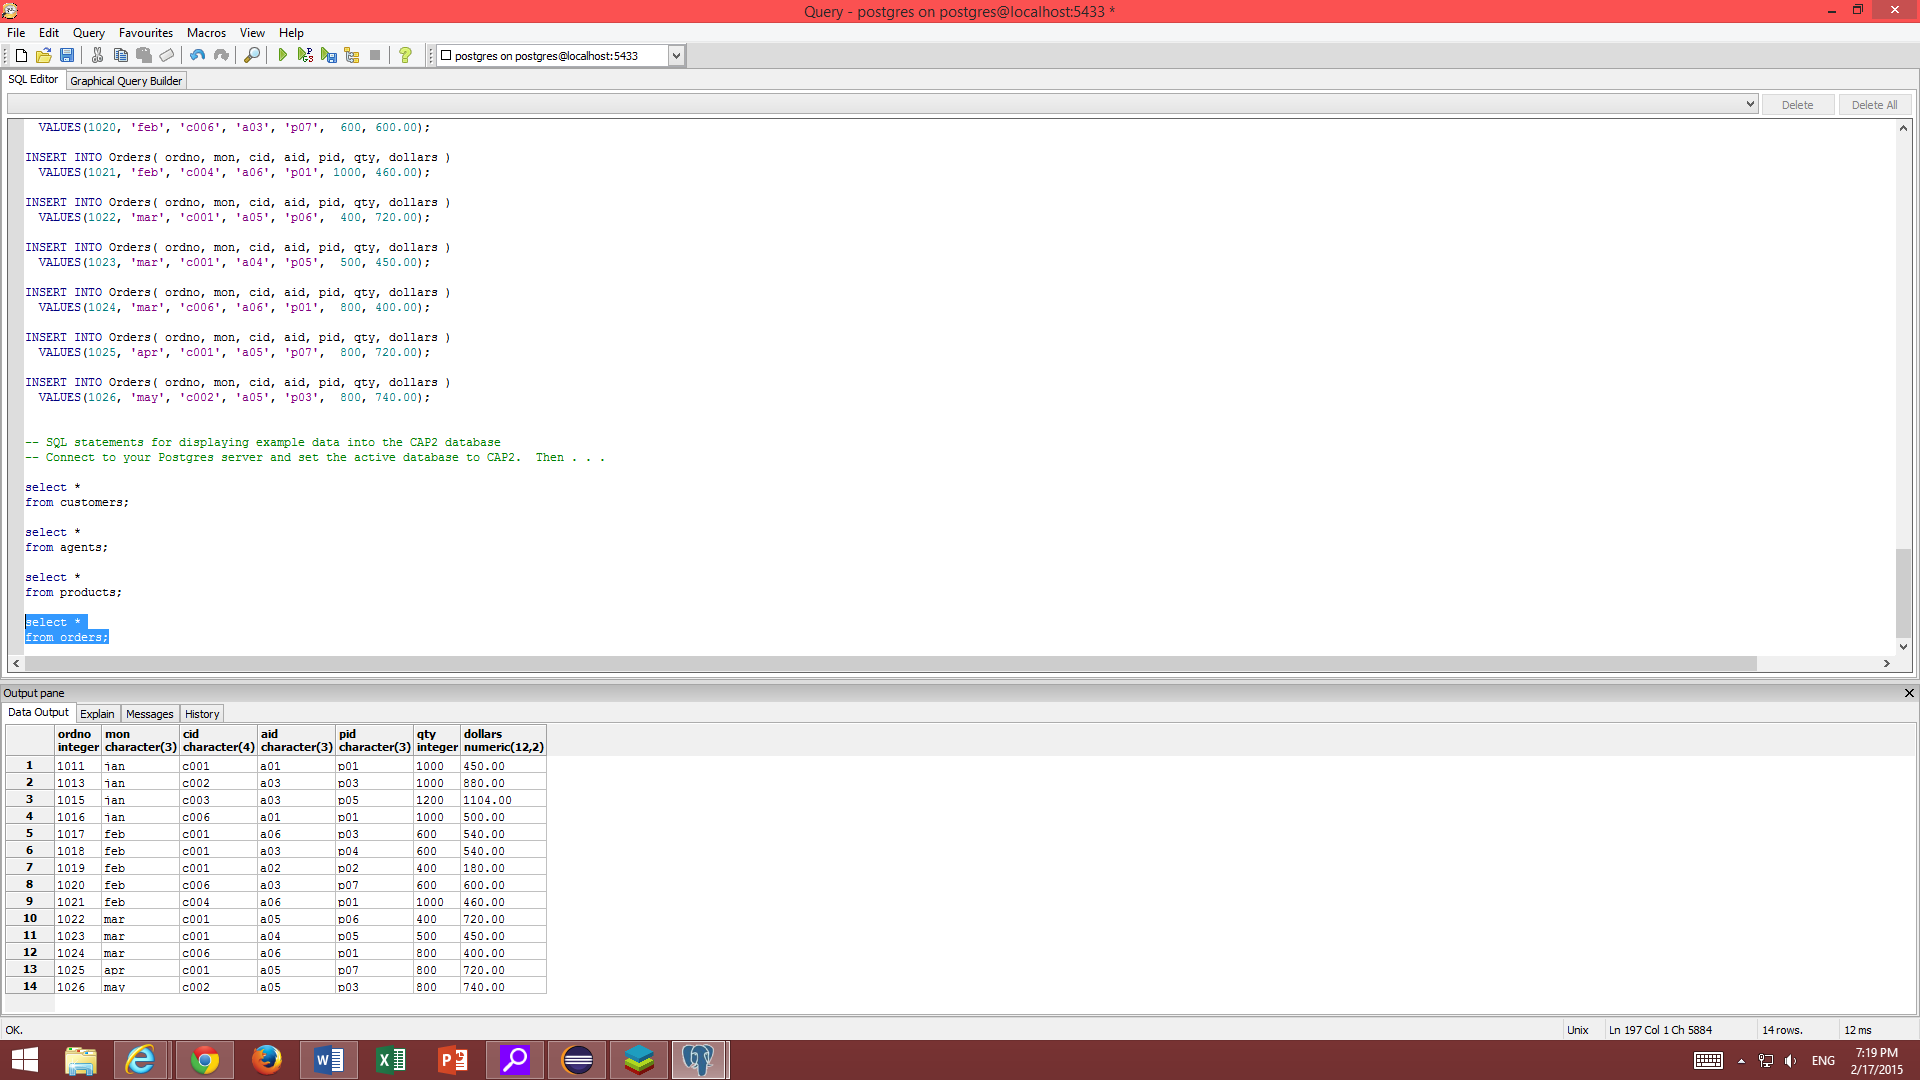 Query - postgres on postgres@localhost:5433 *
File Edit Query Favourites Macros View Help
postgres on postgres@localhost:5433
SQL Editor Graphical Query Builder
Delete Delete All
VALUES(1020, 'feb', 'c006', 'a03', 'p07',  600, 600.00);
INSERT INTO Orders( ordno, mon, cid, aid, pid, qty, dollars )
VALUES(1021, 'feb', 'c004', 'a06', 'p01', 1000, 460.00);
INSERT INTO Orders( ordno, mon, cid, aid, pid, qty, dollars )
VALUES(1022, 'mar', 'c001', 'a05', 'p06',  400, 720.00);
INSERT INTO Orders( ordno, mon, cid, aid, pid, qty, dollars )
VALUES(1023, 'mar', 'c001', 'a04', 'p05',  500, 450.00);
INSERT INTO Orders( ordno, mon, cid, aid, pid, qty, dollars )
VALUES(1024, 'mar', 'c006', 'a06', 'p01',  800, 400.00);
INSERT INTO Orders( ordno, mon, cid, aid, pid, qty, dollars )
VALUES(1025, 'apr', 'c001', 'a05', 'p07',  800, 720.00);
INSERT INTO Orders( ordno, mon, cid, aid, pid, qty, dollars )
VALUES(1026, 'may', 'c002', 'a05', 'p03',  800, 740.00);
-- SQL statements for displaying example data into the CAP2 database
-- Connect to your Postgres server and set the active database to CAP2.  Then . . .
select *
from customers;
select *
from agents;
select *
from products;
select *
from orders;
Output pane
Data Output Explain Messages History
ordno mon cid aid pid qty dollars
integer character(3) character(4) character(3) character(3) integer numeric(12,2)
1 1011 jan c001 a01 p01 1000 450.00
2 1013 jan c002 a03 p03 1000 880.00
3 1015 jan c003 a03 p05 1200 1104.00
4 1016 jan c006 a01 p01 1000 500.00
5 1017 feb c001 a06 p03 600 540.00
6 1018 feb c001 a03 p04 600 540.00
7 1019 feb c001 a02 p02 400 180.00
8 1020 feb c006 a03 p07 600 600.00
9 1021 feb c004 a06 p01 1000 460.00
10 1022 mar c001 a05 p06 400 720.00
11 1023 mar c001 a04 p05 500 450.00
12 1024 mar c006 a06 p01 800 400.00
13 1025 apr c001 a05 p07 800 720.00
14 1026 may c002 a05 p03 800 740.00
OK. Unix Ln 197 Col 1 Ch 5884 14 rows. 12 ms
ENG 7:19 PM
2/17/2015